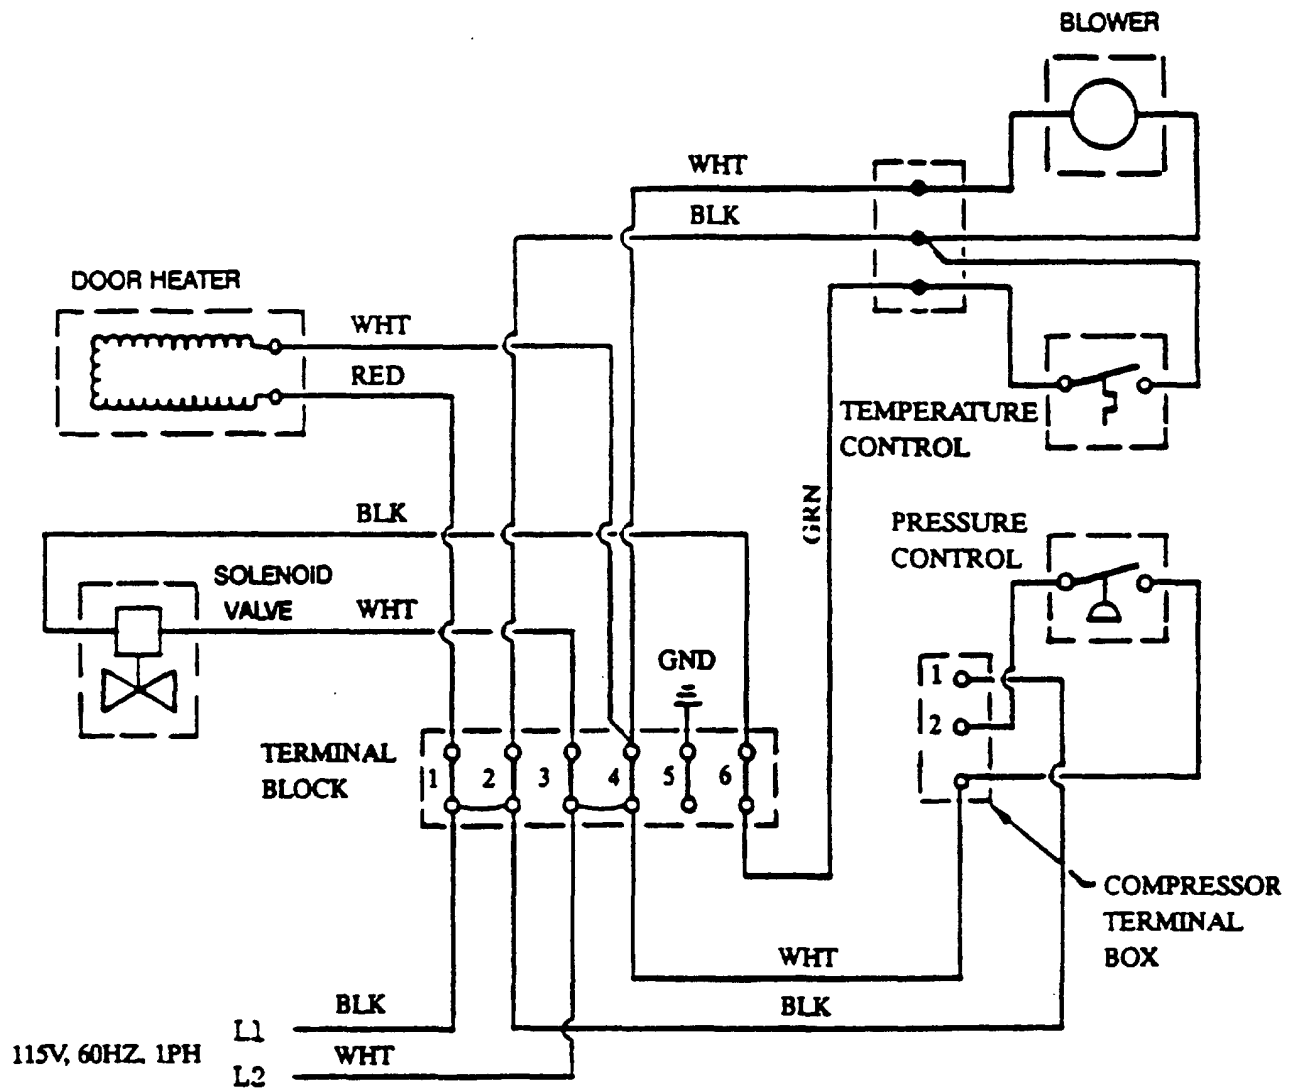 BLOWER
WHT
BLK
DOOR HEATER
WHT
RED
TEMPERATURE
CONTROL
GRN
BLK
PRESSURE
CONTROL
SOLENOID
VALVE
WHT
GND
1
2
TERMINAL
BLOCK
1
2
3
4
5
6
COMPRESSOR
TERMINAL
BOX
WHT
BLK
BLK
L1
115V, 60HZ. 1PH
WHT
L2